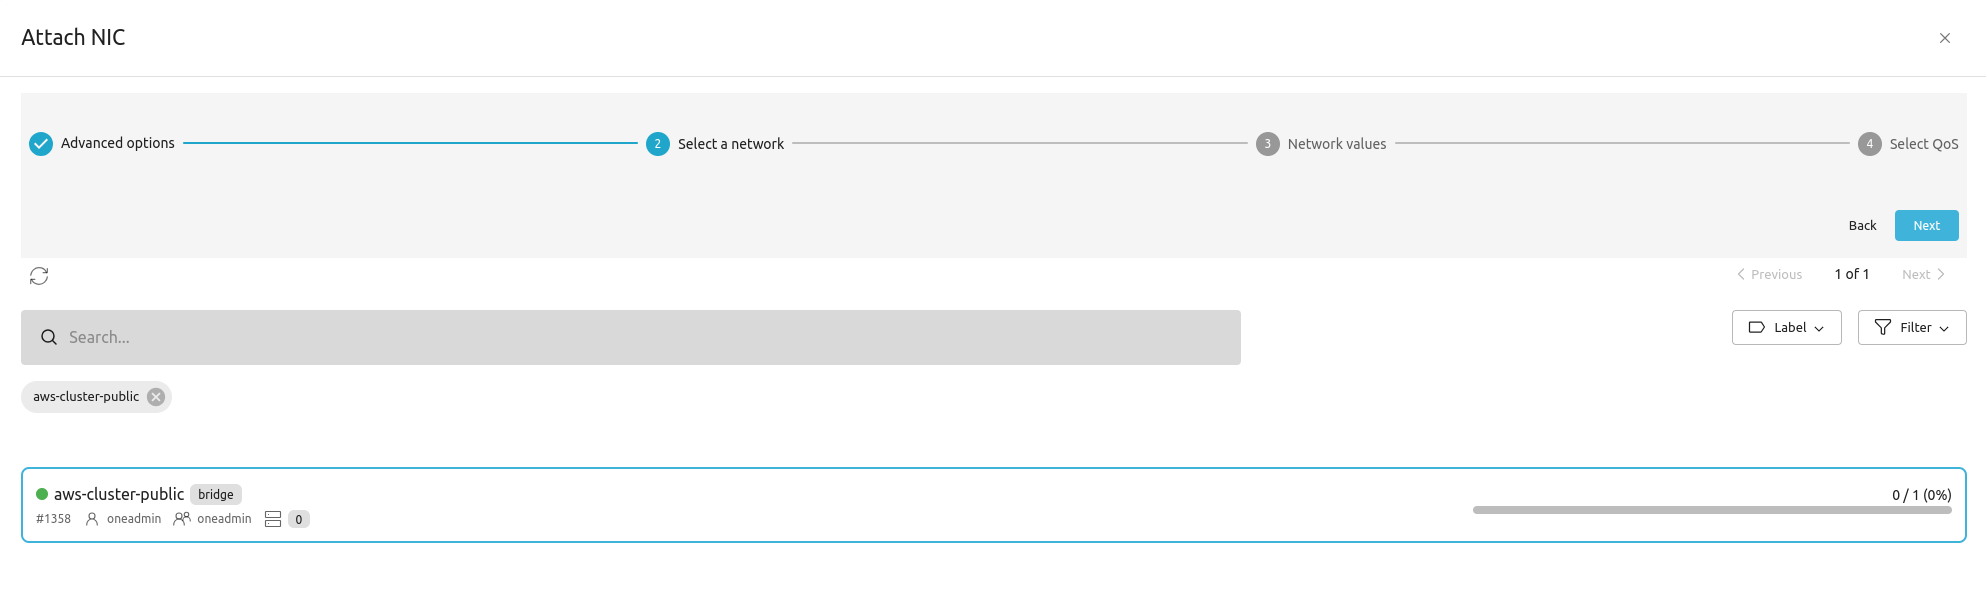 Attach NIC
Advanced options
2 Select a network
3 Network values
4 Select QoS
Back Next
Previous 1 of 1 Next
Search...
Label Filter
aws-cluster-public
aws-cluster-public bridge
0 / 1 (0%)
#1358 oneadmin oneadmin 0